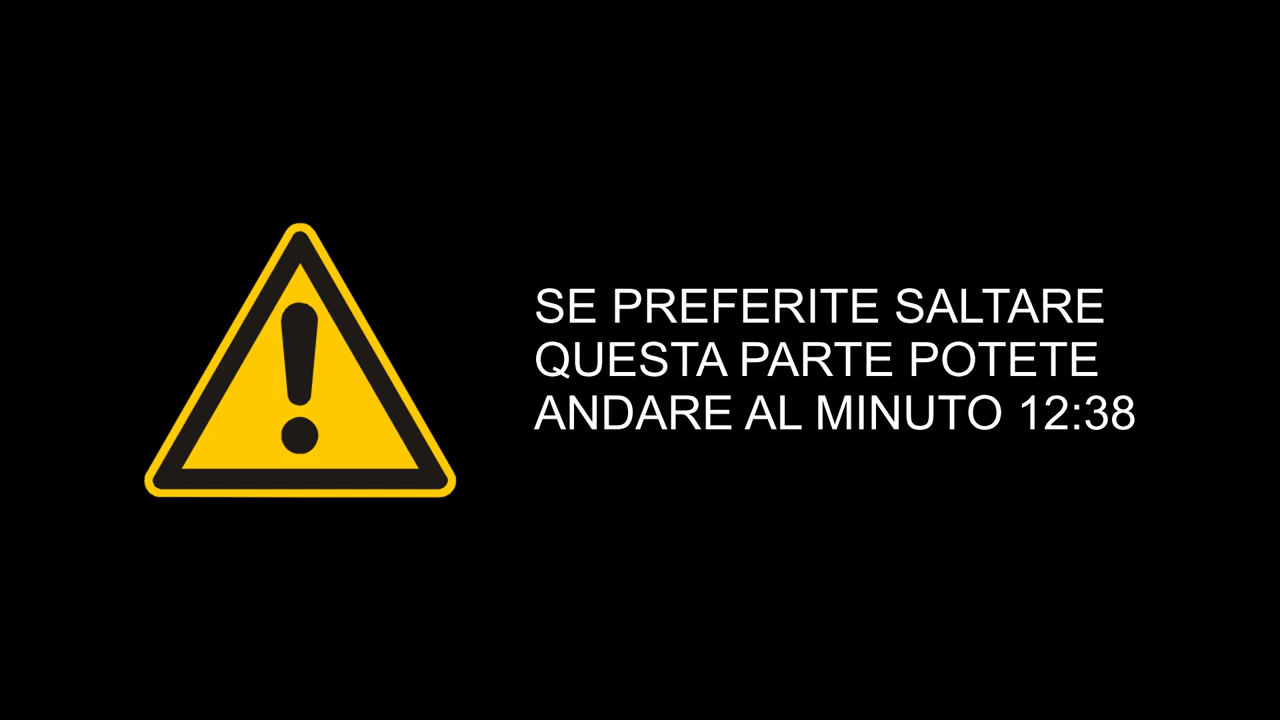 SE PREFERITE SALTARE
QUESTA PARTE POTETE
ANDARE AL MINUTO 12:38